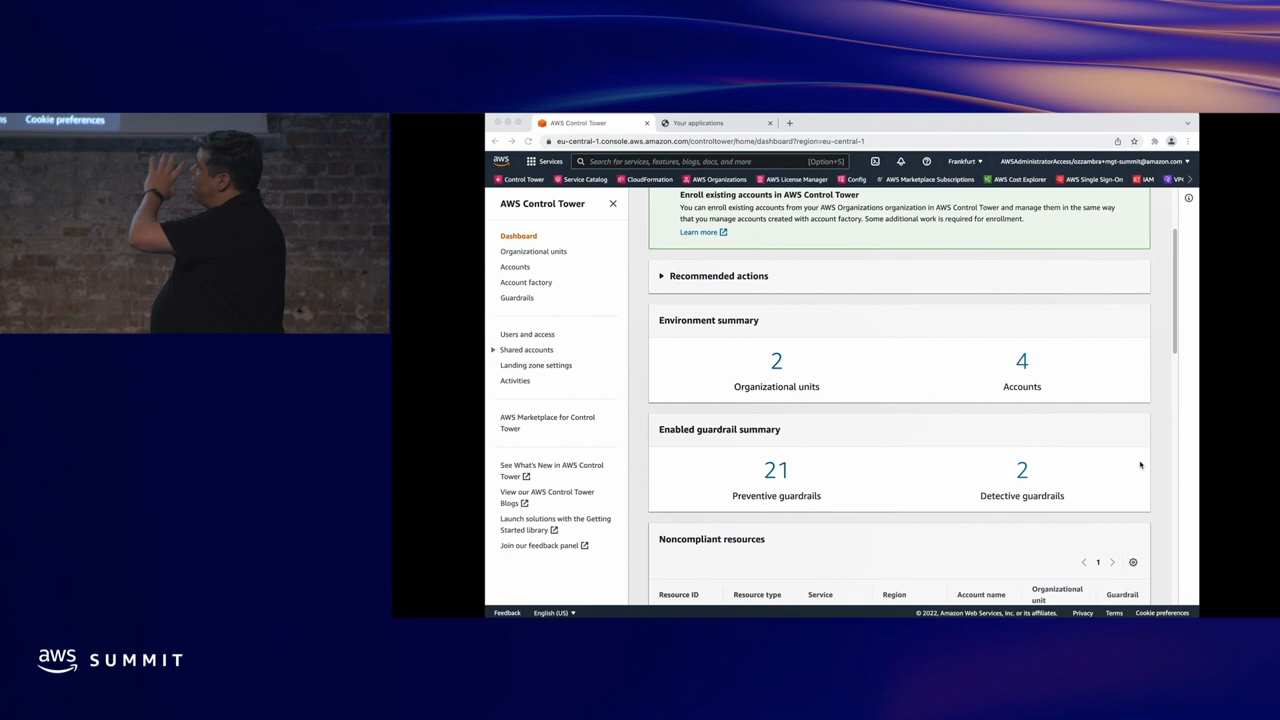 ns
Cookie preferences
AWS Control Tower
Your applications
eu-central-1.console.aws.amazon.com/controltower/home/dashboard?region=eu-central-1
aws
Services
Search for services, features, blogs, docs, and more
[Option+S]
Frankfurt
AWSAdministratorAccess/ozzambra+mgt-summit@amazon.com
Control Tower
Service Catalog
CloudFormation
AWS Organizations
AWS License Manager
Config
AWS Marketplace Subscriptions
AWS Cost Explorer
AWS Single Sign-On
IAM
VP
AWS Control Tower
Dashboard
Organizational units
Accounts
Account factory
Guardrails
Users and access
Shared accounts
Landing zone settings
Activities
AWS Marketplace for Control
Tower
See What's New in AWS Control
Tower
View our AWS Control Tower
Blogs
Launch solutions with the Getting
Started library
Join our feedback panel
Enroll existing accounts in AWS Control Tower
You can enroll existing accounts from your AWS Organizations organization in AWS Control Tower and manage them in the same way
that you manage accounts created with account factory. Some additional work is required for enrollment.
Learn more
Recommended actions
Environment summary
2
Organizational units
4
Accounts
Enabled guardrail summary
21
Preventive guardrails
2
Detective guardrails
Noncompliant resources
1
Resource ID
Resource type
Service
Region
Account name
Organizational
unit
Guardrail
Feedback
English (US)
© 2022, Amazon Web Services, Inc. or its affiliates.
Privacy
Terms
Cookie preferences
aws SUMMIT